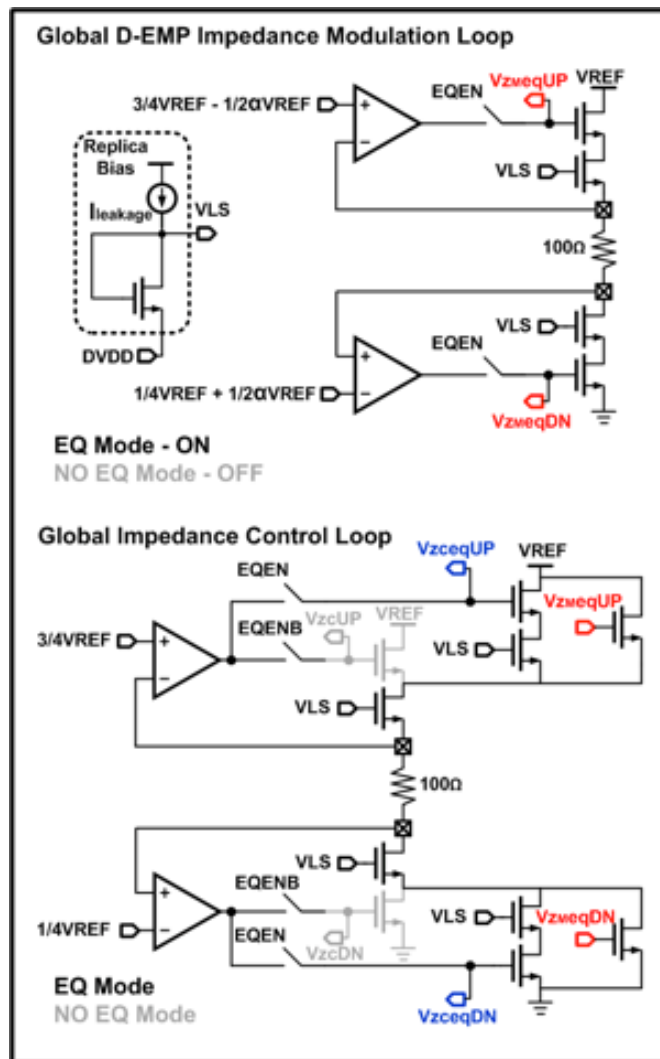 Global D-EMP Impedance Modulation Loop
VZMeqUP
VREF
EQEN
3/4VREF - 1/2αVREF
+
−
Replica
Bias
Ileakage
VLS
VLS
100Ω
DVDD
VLS
EQEN
+
−
1/4VREF + 1/2αVREF
VZMeqDN
EQ Mode - ON
NO EQ Mode - OFF
Global Impedance Control Loop
VZCeqUP
VREF
EQEN
VZCUP
VREF
VZMeqUP
EQENB
3/4VREF
+
−
VLS
VLS
100Ω
VLS
EQENB
VLS
VZMeqDN
+
−
1/4VREF
EQEN
VZCDN
VZCeqDN
EQ Mode
NO EQ Mode